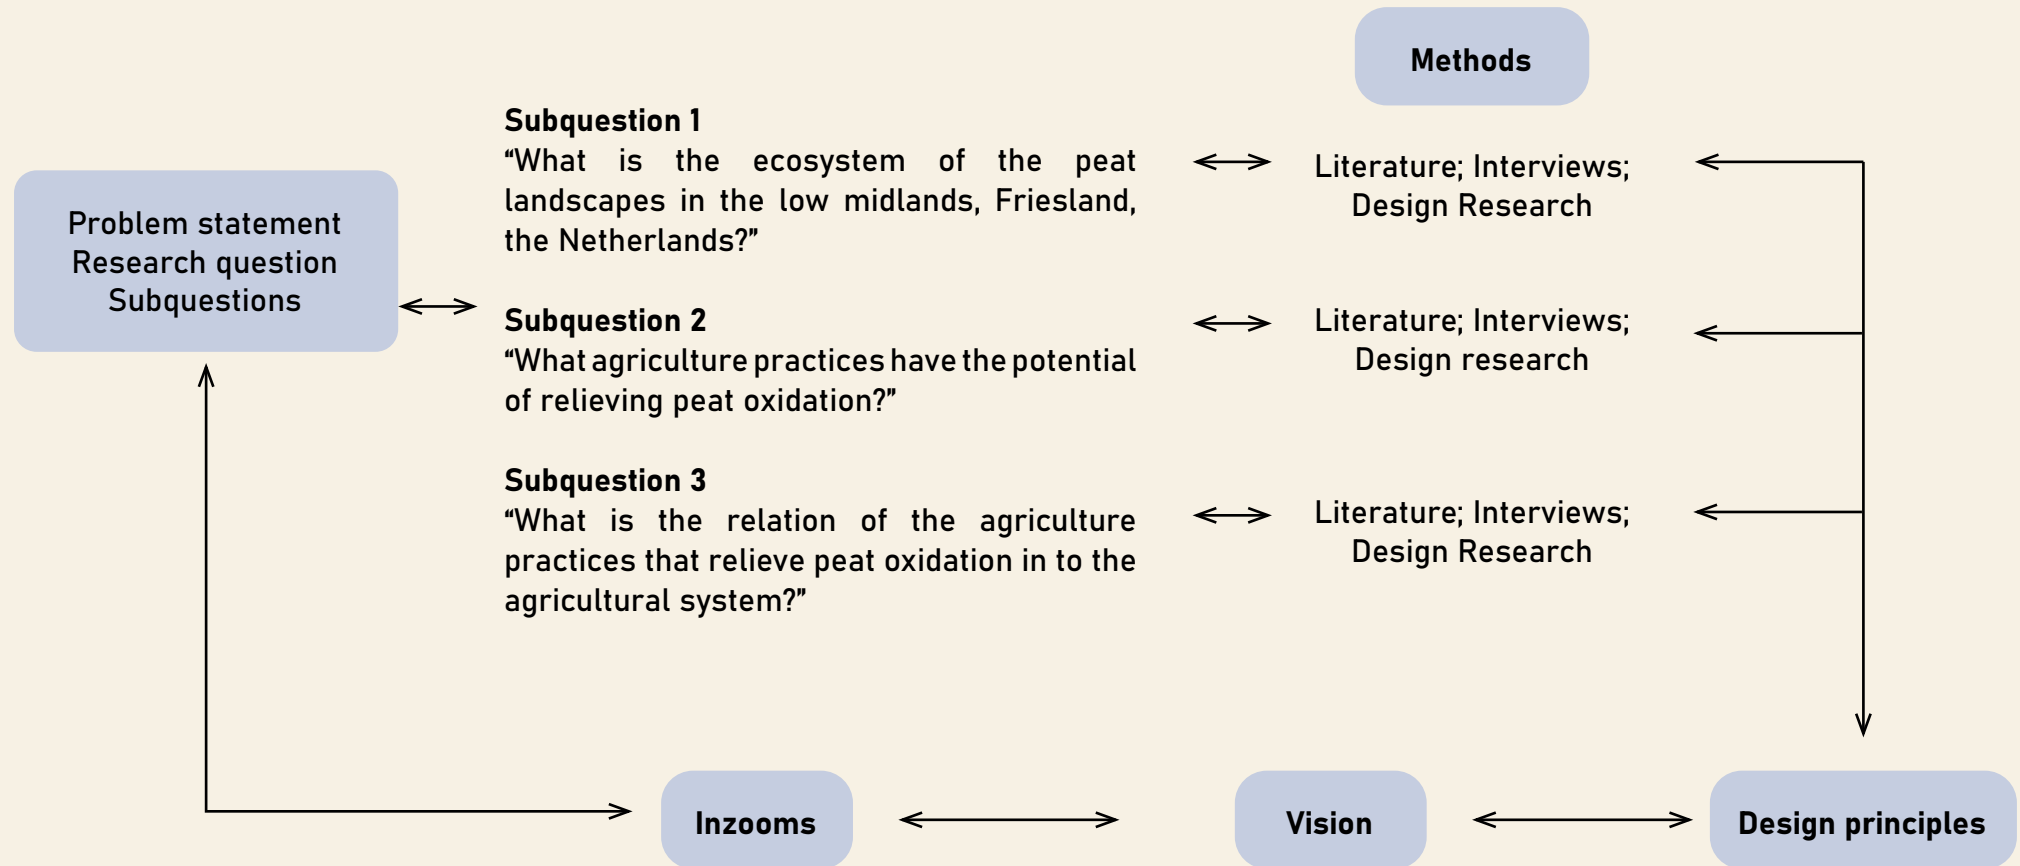 Methods
Problem statement
Research question
Subquestions
Subquestion 1
“What is the ecosystem of the peat
landscapes in the low midlands, Friesland,
the Netherlands?”
Literature; Interviews;
Design Research
Subquestion 2
“What agriculture practices have the potential
of relieving peat oxidation?”
Literature; Interviews;
Design research
Subquestion 3
“What is the relation of the agriculture
practices that relieve peat oxidation in to the
agricultural system?”
Literature; Interviews;
Design Research
Inzooms
Vision
Design principles